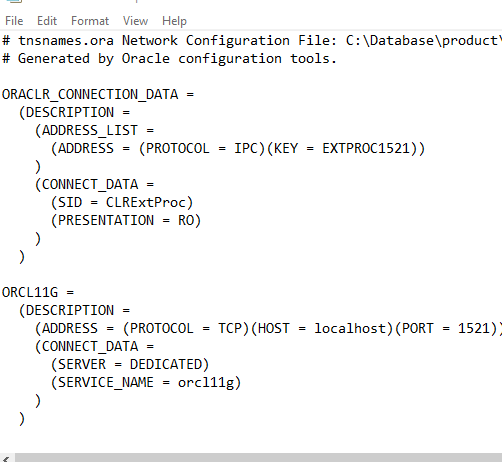 File Edit Format View Help
# tnsnames.ora Network Configuration File: C:\Database\product\
# Generated by Oracle configuration tools.
ORACLR_CONNECTION_DATA =
(DESCRIPTION =
(ADDRESS_LIST =
(ADDRESS = (PROTOCOL = IPC)(KEY = EXTPROC1521))
)
(CONNECT_DATA =
(SID = CLRExtProc)
(PRESENTATION = RO)
)
)
ORCL11G =
(DESCRIPTION =
(ADDRESS = (PROTOCOL = TCP)(HOST = localhost)(PORT = 1521))
(CONNECT_DATA =
(SERVER = DEDICATED)
(SERVICE_NAME = orcl11g)
)
)